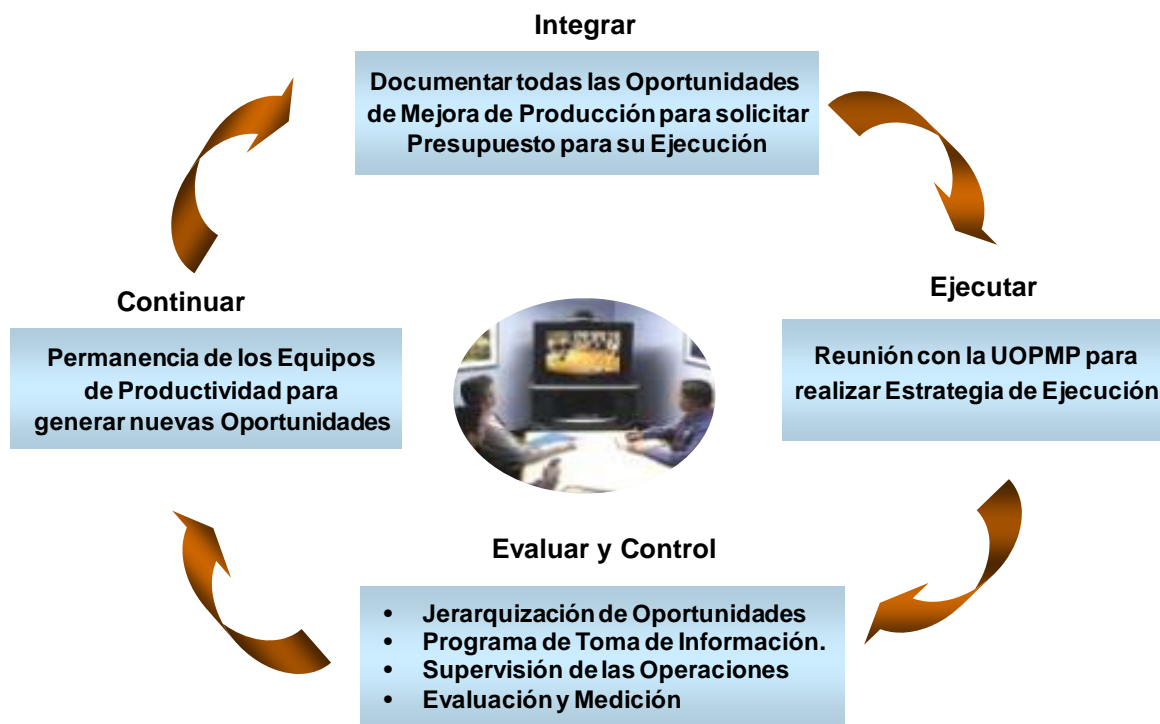 Integrar
Documentar todas las Oportunidades
de Mejora de Producción para solicitar
Presupuesto para su Ejecución
Ejecutar
Reunión con la UOPMP para
realizar Estrategia de Ejecución
Evaluar y Control
• Jerarquización de Oportunidades
• Programa de Toma de Información.
• Supervisión de las Operaciones
• Evaluación y Medición
Continuar
Permanencia de los Equipos
de Productividad para
generar nuevas Oportunidades